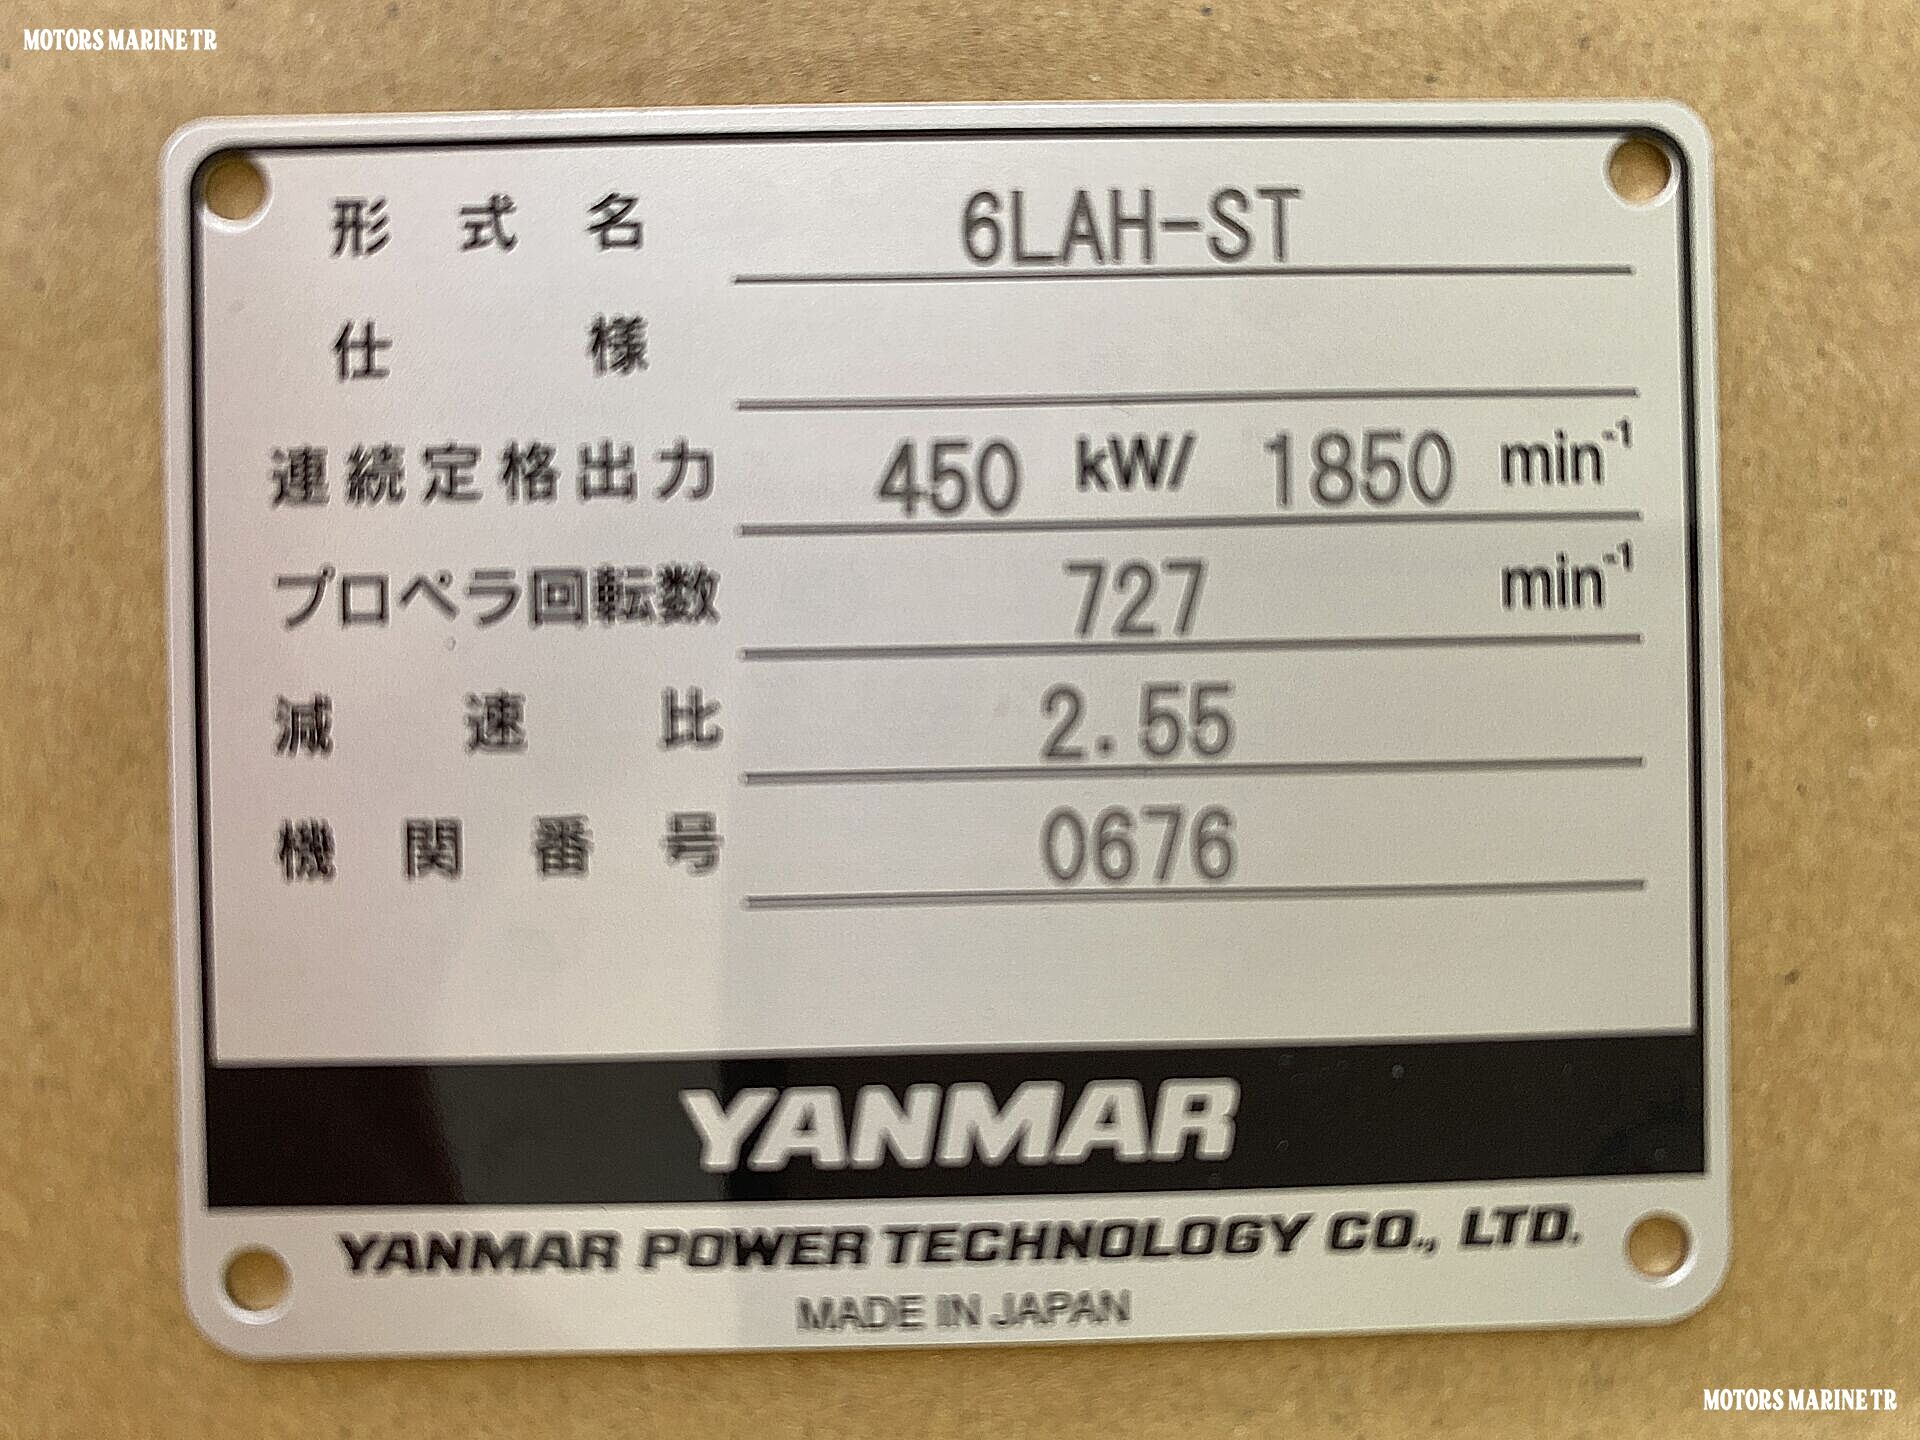 MOTORS MARINE TR
形式名 6LAH-ST
仕様
連続定格出力 450 kW/ 1850 min⁻¹
プロペラ回転数 727 min⁻¹
減速比 2.55
機関番号 0676
YANMAR
YANMAR POWER TECHNOLOGY CO., LTD.
MADE IN JAPAN
MOTORS MARINE TR